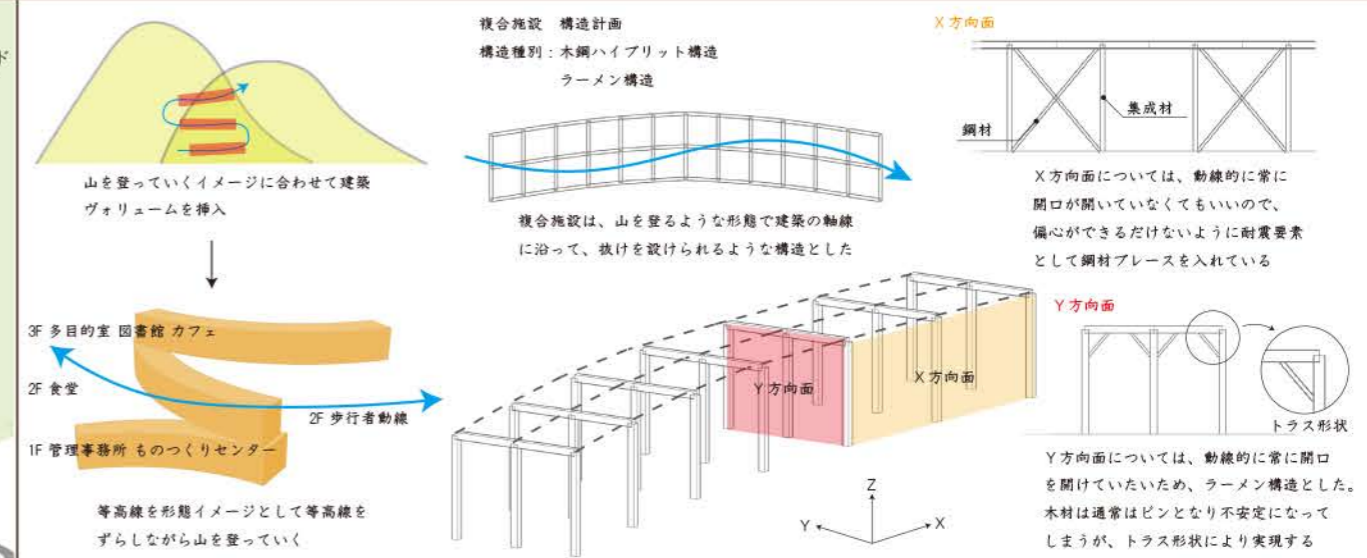 ド
山を登っていくイメージに合わせて建築
ヴォリュームを挿入
3F 多目的室 図書館 カフェ
2F 食堂
2F 歩行者動線
1F 管理事務所 ものつくりセンター
等高線を形態イメージとして等高線を
ずらしながら山を登っていく
複合施設 構造計画
構造種別：木鋼ハイブリット構造
ラーメン構造
複合施設は、山を登るような形態で建築の軸線
に沿って、抜けを設けられるような構造とした
Y方向面
X方向面
Z
Y
X
X方向面
鋼材
集成材
X方向面については、動線的に常に
開口が開いていなくてもいいので、
偏心ができるだけないように耐震要素
として鋼材ブレースを入れている
Y方向面
トラス形状
Y方向面については、動線的に常に開口
を開けていたいため、ラーメン構造とした。
木材は通常はピンとなり不安定になって
しまうが、トラス形状により実現する